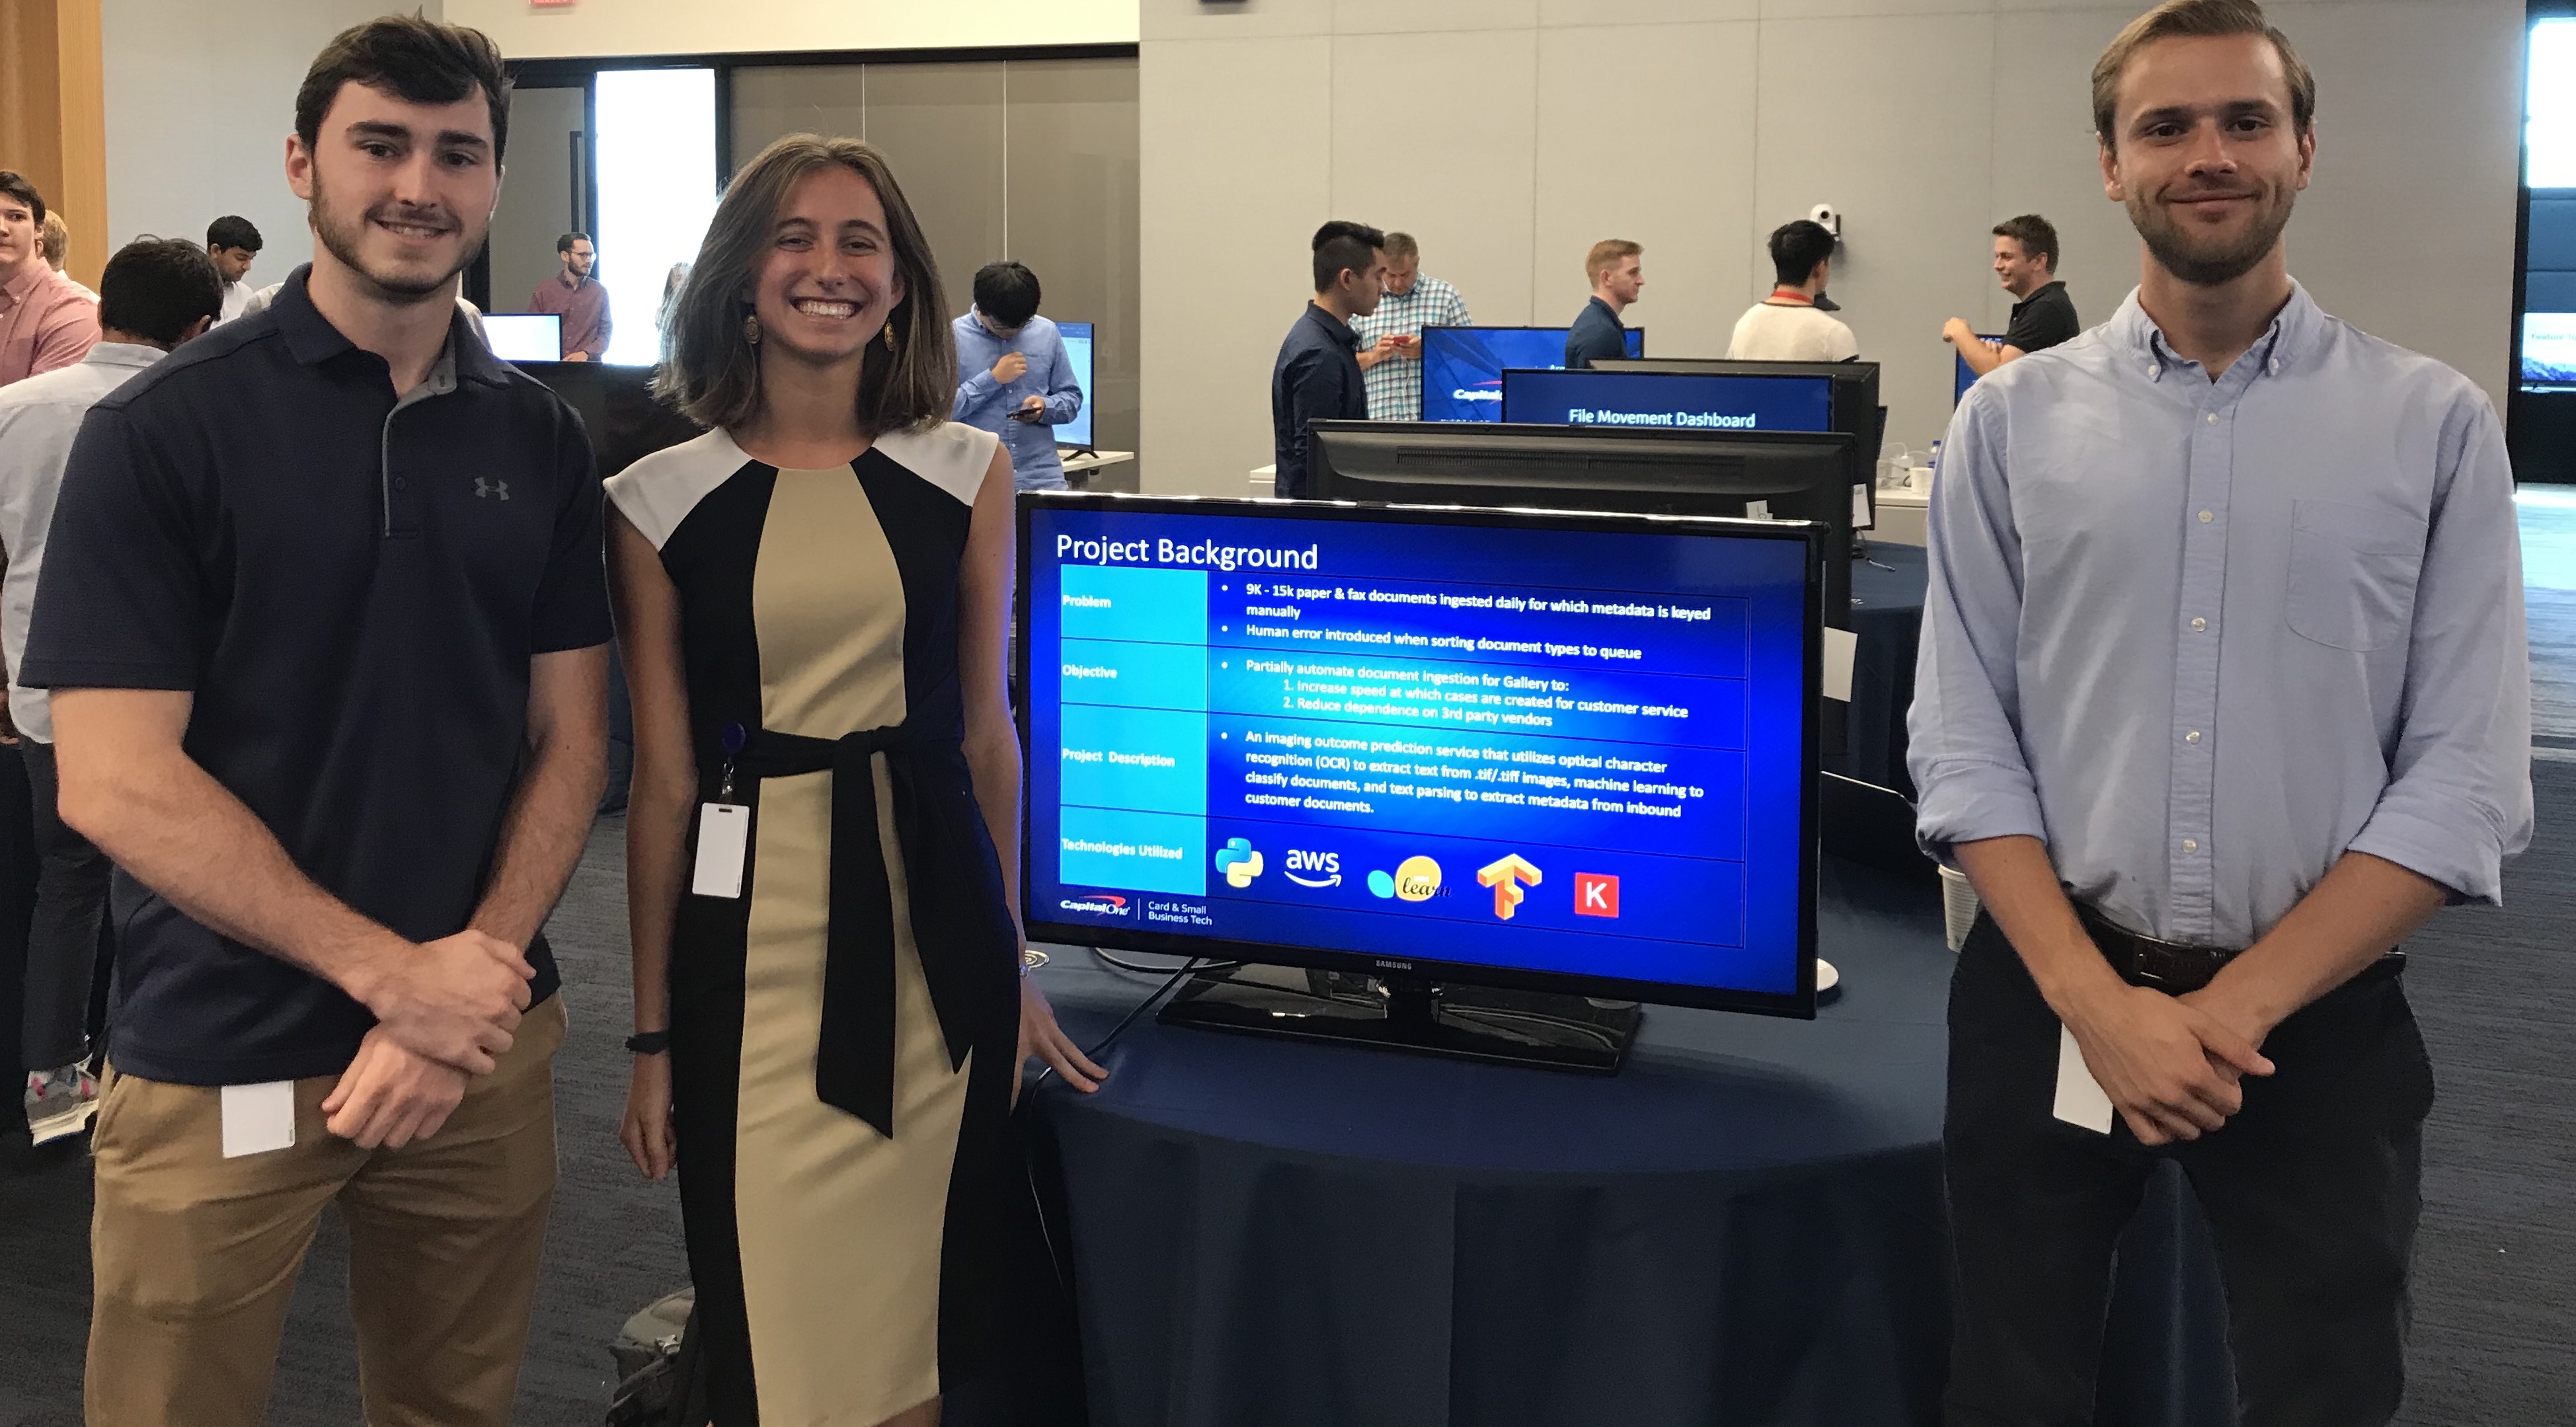 File Movement Dashboard
Project Background
Problem
9K - 15k paper & fax documents ingested daily for which metadata is keyed
manually
Human error introduced when sorting document types to queue
Objective
Partially automate document ingestion for Gallery to:
1. Increase speed at which cases are created for customer service
2. Reduce dependence on 3rd party vendors
Project Description
An imaging outcome prediction service that utilizes optical character
recognition (OCR) to extract text from .tif/.tiff images, machine learning to
classify documents, and text parsing to extract metadata from inbound
customer documents.
Technologies Utilized
aws
learn
K
Capital One
Card & Small
Business Tech
SAMSUNG